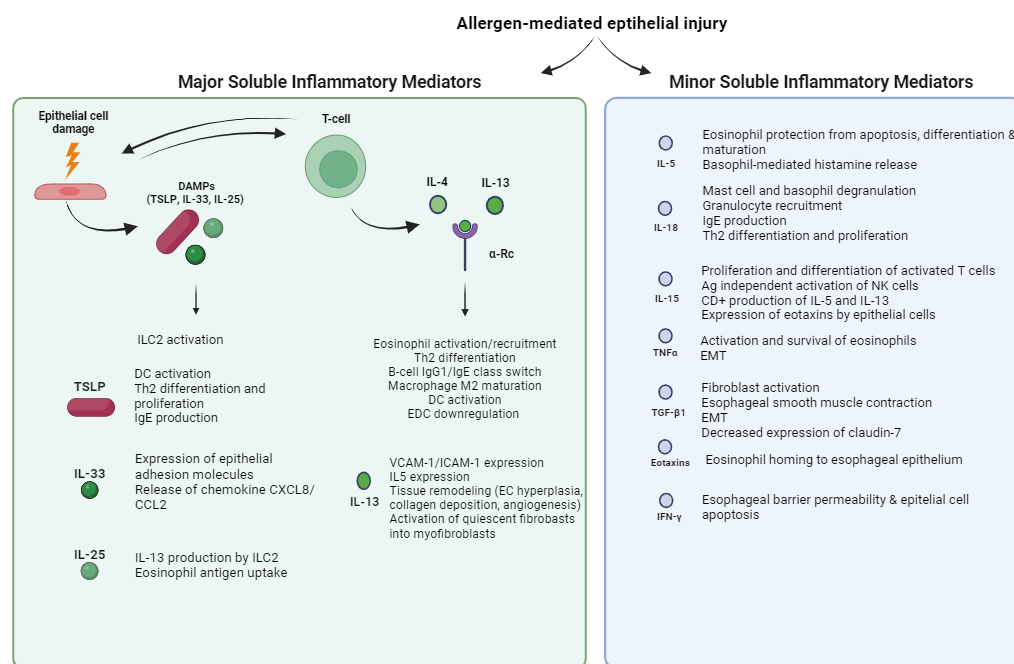 Allergen-mediated eptihelial injury
Major Soluble Inflammatory Mediators
Epithelial cell
damage
T-cell
DAMPs
(TSLP, IL-33, IL-25)
IL-4
IL-13
α-Rc
ILC2 activation
TSLP
DC activation
Th2 differentiation and
proliferation
IgE production
IL-33
Expression of epithelial
adhesion molecules
Release of chemokine CXCL8/
CCL2
IL-25
IL-13 production by ILC2
Eosinophil antigen uptake
Eosinophil activation/recruitment
Th2 differentiation
B-cell IgG1/IgE class switch
Macrophage M2 maturation
DC activation
EDC downregulation
IL-13
VCAM-1/ICAM-1 expression
IL5 expression
Tissue remodeling (EC hyperplasia,
collagen deposition, angiogenesis)
Activation of quiescent fibrobasts
into myofibroblasts
Minor Soluble Inflammatory Mediators
IL-5
Eosinophil protection from apoptosis, differentiation &
maturation
Basophil-mediated histamine release
IL-18
Mast cell and basophil degranulation
Granulocyte recruitment
IgE production
Th2 differentiation and proliferation
IL-15
Proliferation and differentiation of activated T cells
Ag independent activation of NK cells
CD+ production of IL-5 and IL-13
Expression of eotaxins by epithelial cells
TNFα
Activation and survival of eosinophils
EMT
TGF-β1
Fibroblast activation
Esophageal smooth muscle contraction
EMT
Decreased expression of claudin-7
Eotaxins
Eosinophil homing to esophageal epithelium
IFN-γ
Esophageal barrier permeability & epitelial cell
apoptosis